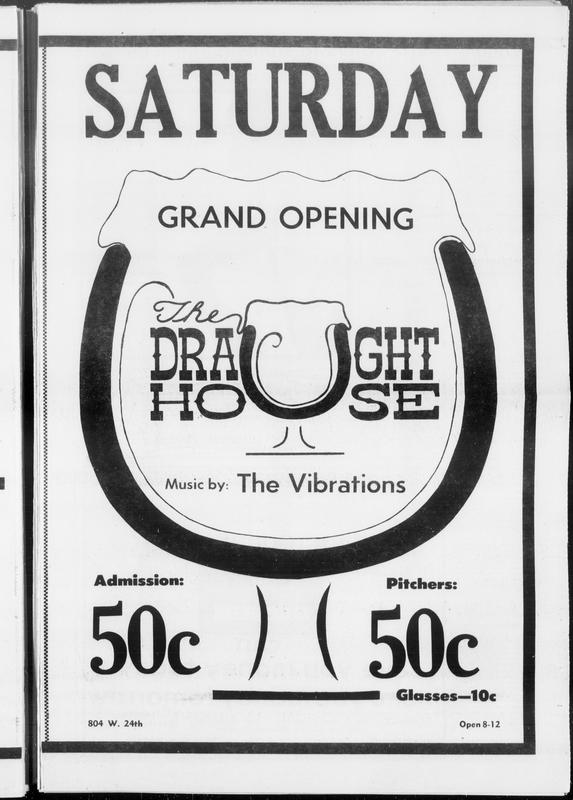 SATURDAY
GRAND OPENING
The
DRAUGHT
HOUSE
Music by: The Vibrations
Admission:
50c
Pitchers:
50c
Glasses—10c
804 W. 24th
Open 8-12